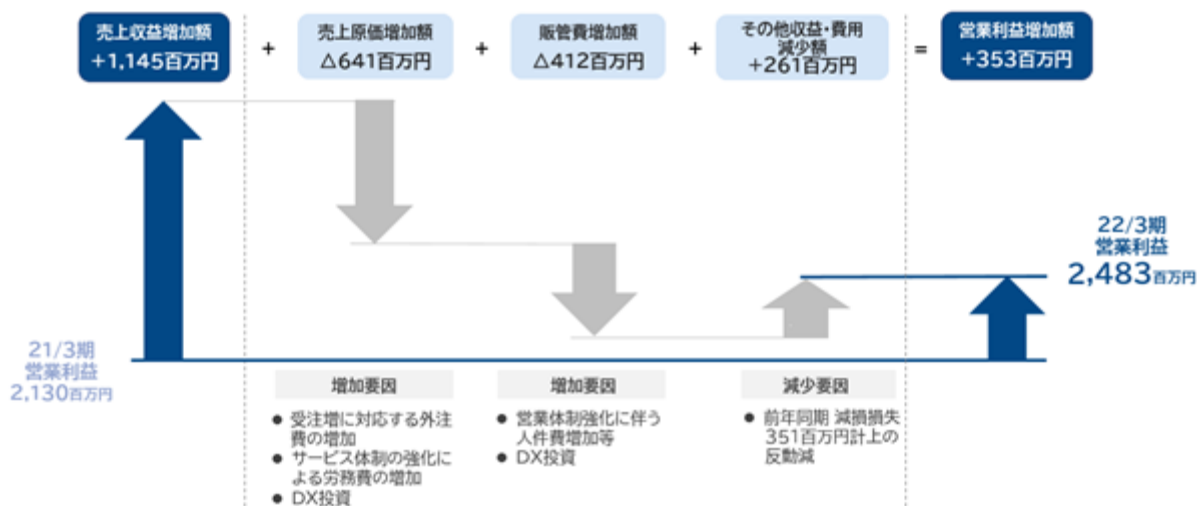 売上収益増加額
+1,145百万円
+
売上原価増加額
△641百万円
+
販管費増加額
△412百万円
+
その他収益・費用
減少額
+261百万円
=
営業利益増加額
+353百万円
22/3期
営業利益
2,483百万円
21/3期
営業利益
2,130百万円
増加要因
● 受注増に対応する外注
費の増加
● サービス体制の強化に
よる労務費の増加
● DX投資
増加要因
● 営業体制強化に伴う
人件費増加等
● DX投資
減少要因
● 前年同期 減損損失
351百万円計上の
反動減